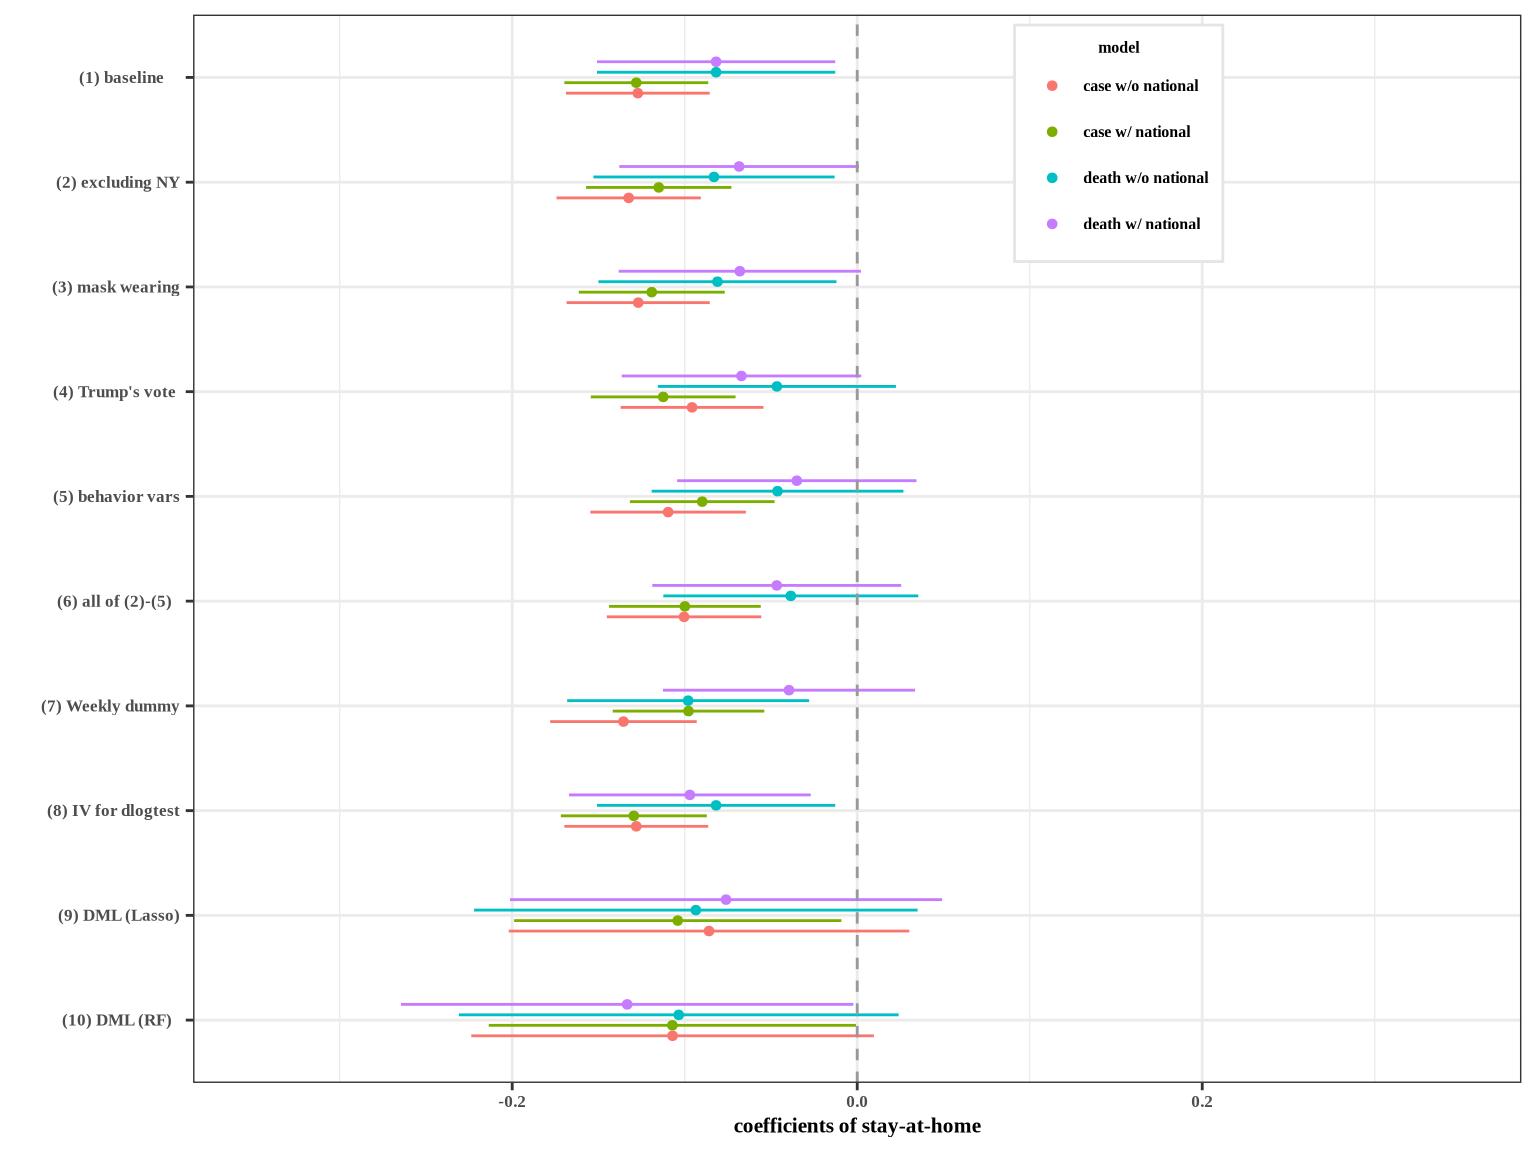 model
case w/o national
case w/ national
death w/o national
death w/ national
(1) baseline
(2) excluding NY
(3) mask wearing
(4) Trump's vote
(5) behavior vars
(6) all of (2)-(5)
(7) Weekly dummy
(8) IV for dlogtest
(9) DML (Lasso)
(10) DML (RF)
-0.2 0.0 0.2
coefficients of stay-at-home